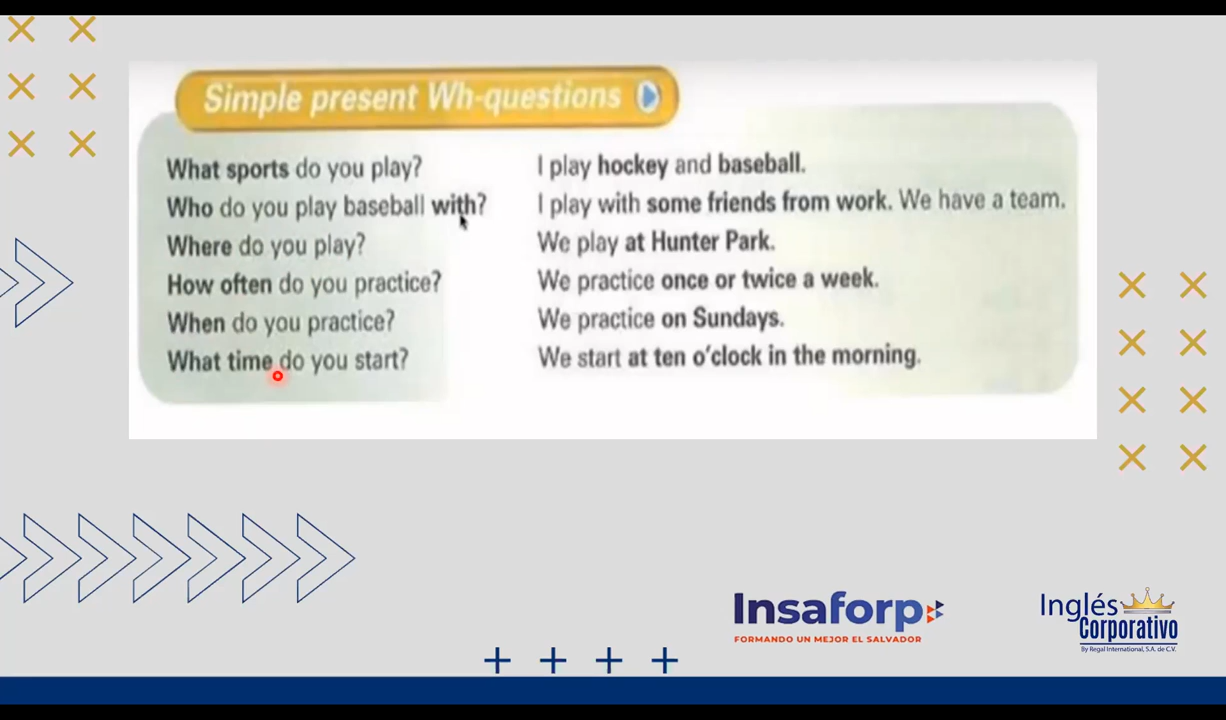 Simple present Wh-questions
What sports do you play? I play hockey and baseball.
Who do you play baseball with? I play with some friends from work. We have a team.
Where do you play? We play at Hunter Park.
How often do you practice? We practice once or twice a week.
When do you practice? We practice on Sundays.
What time do you start? We start at ten o'clock in the morning.
Insaforp
FORMANDO UN MEJOR EL SALVADOR
Inglés
Corporativo
By Regal International, S.A. de C.V.